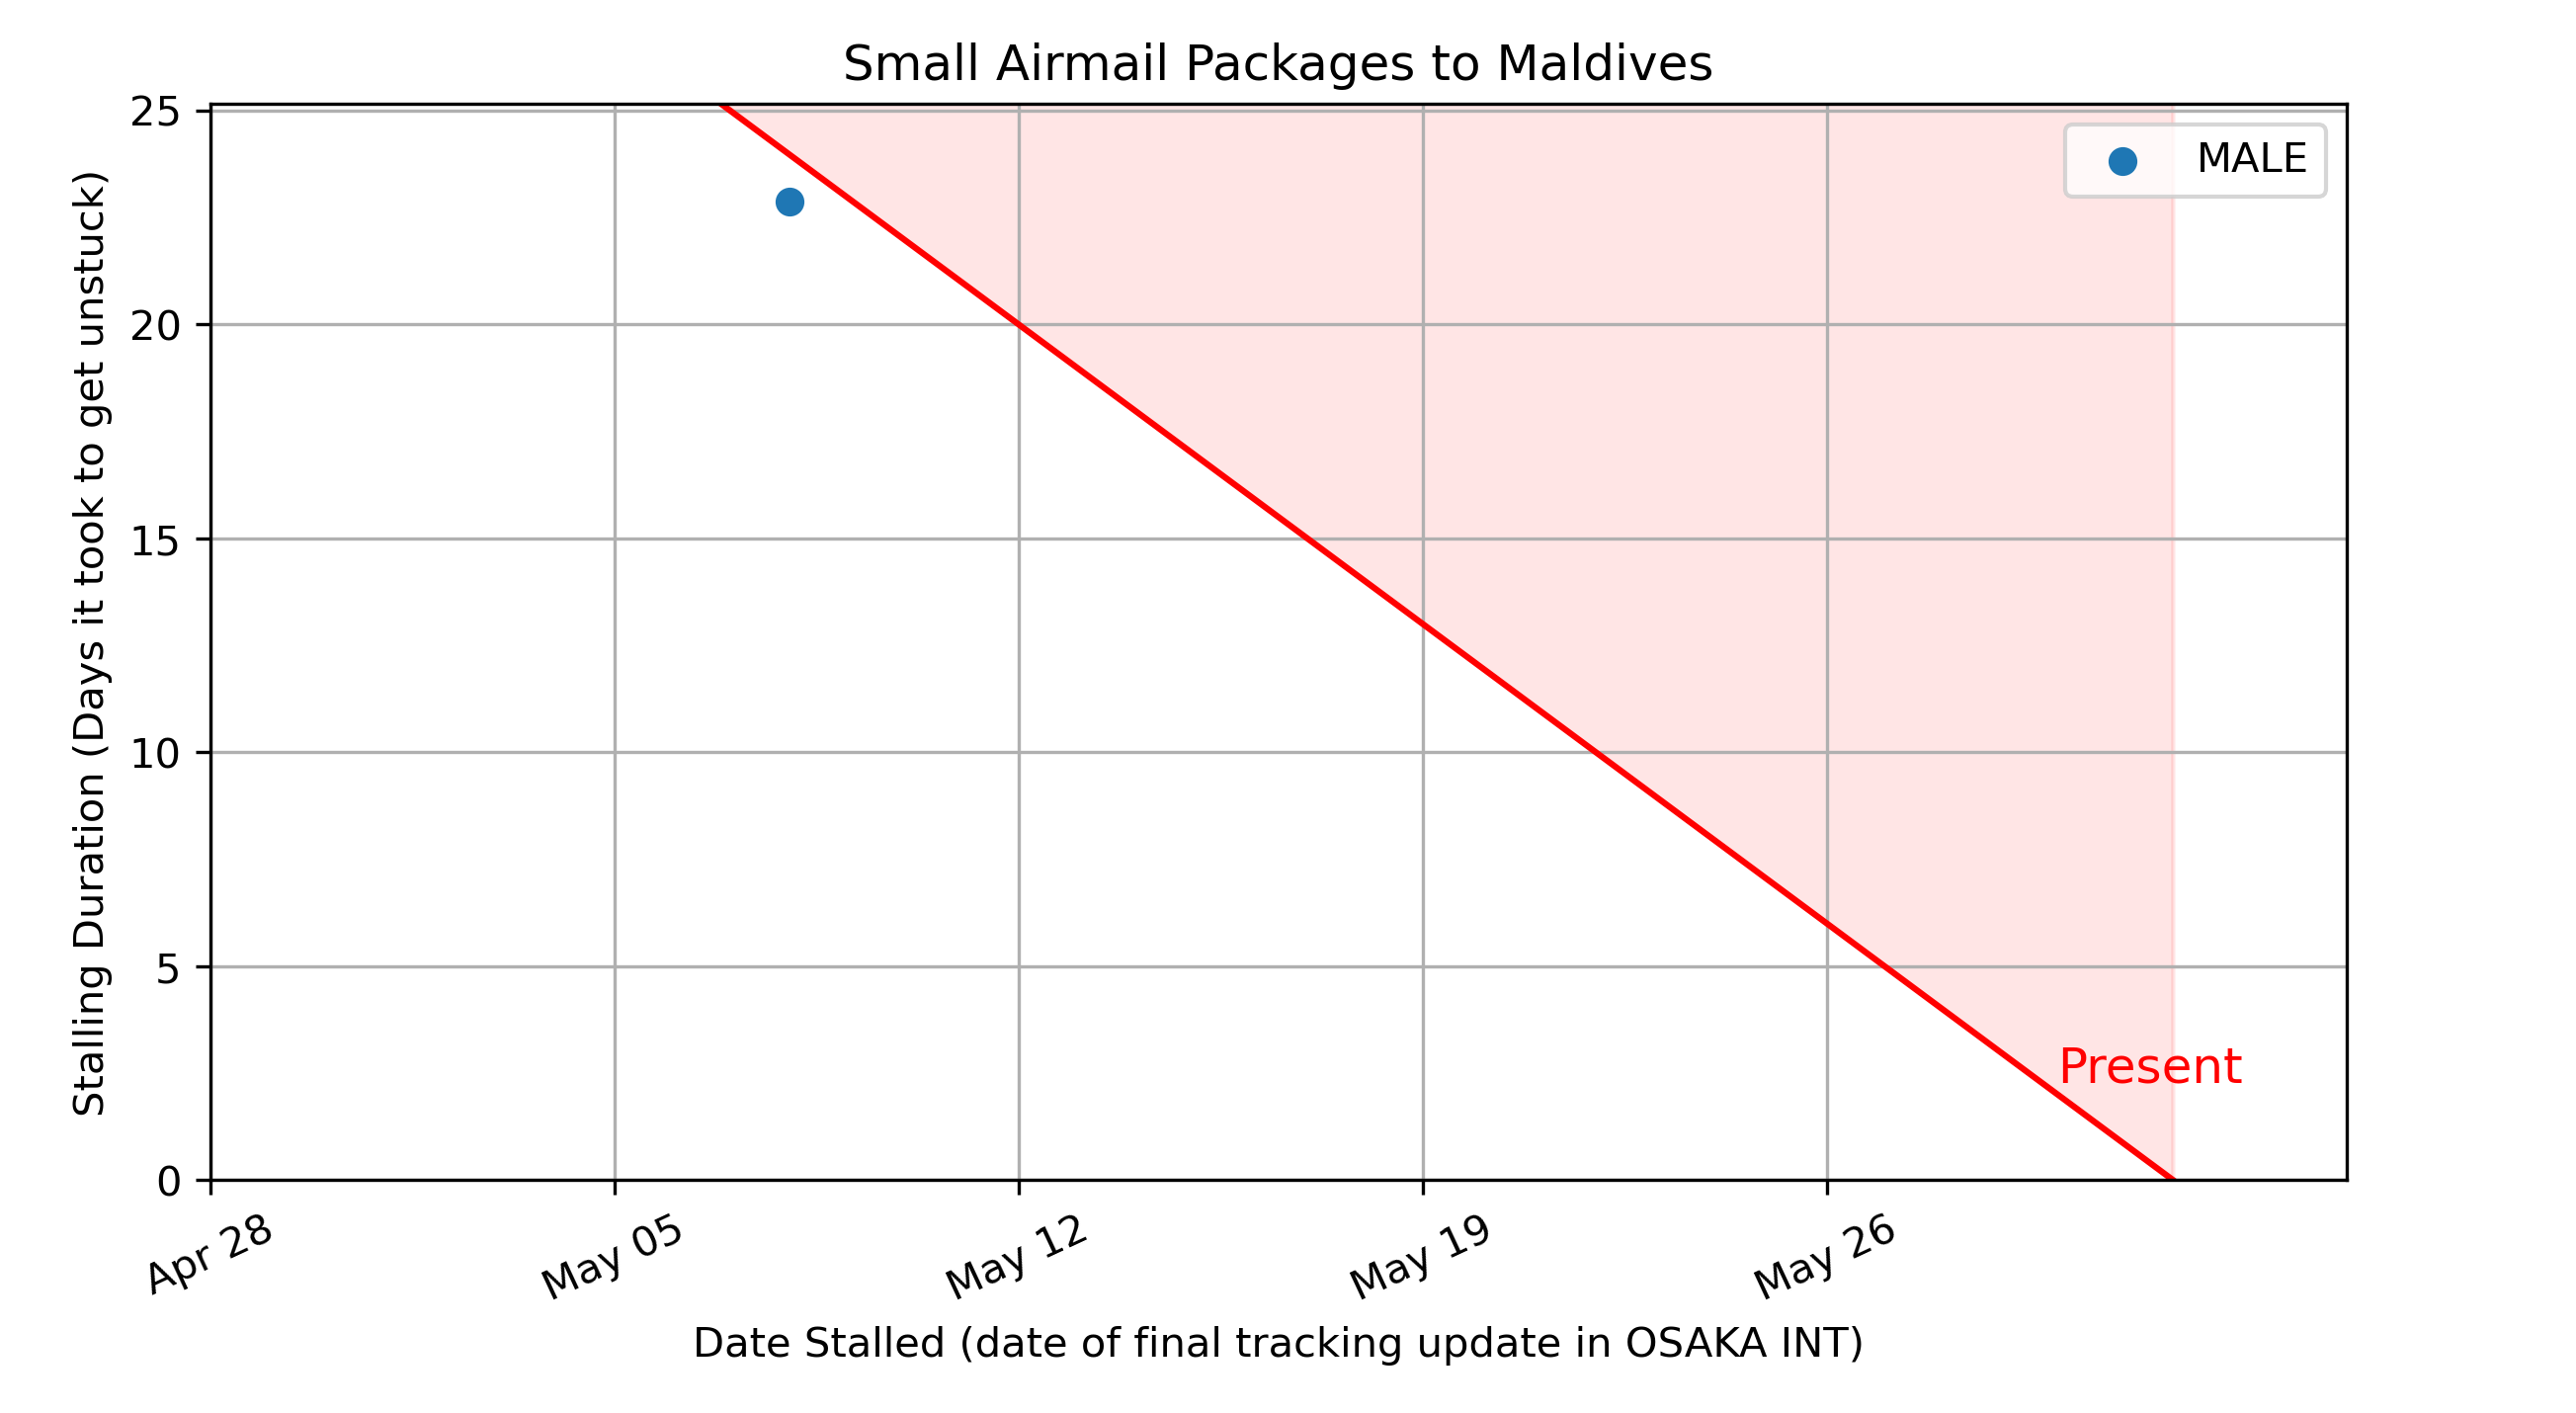 Small Airmail Packages to Maldives
Stalling Duration (Days it took to get unstuck)
25
20
15
10
5
0
MALE
Present
Apr 28
May 05
May 12
May 19
May 26
Date Stalled (date of final tracking update in OSAKA INT)